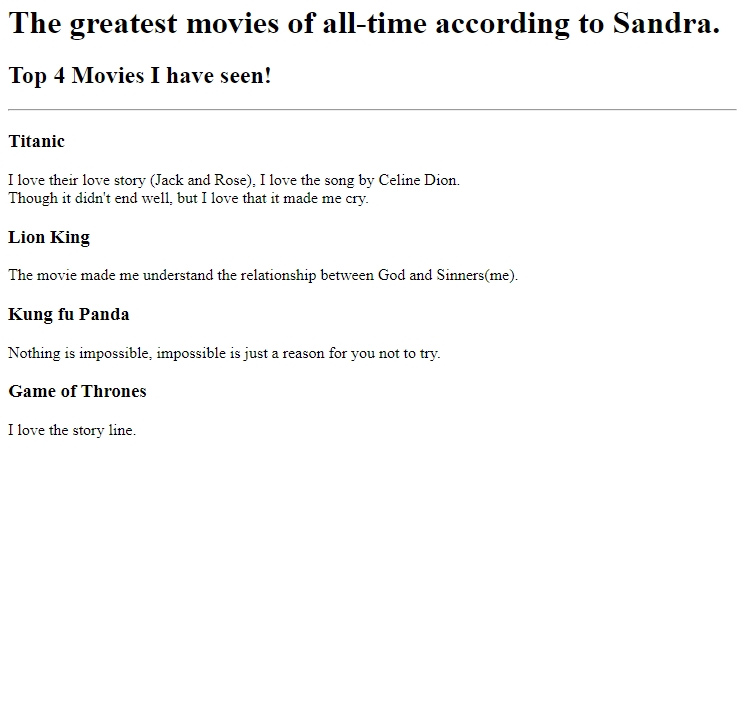 The greatest movies of all-time according to Sandra.
Top 4 Movies I have seen!
Titanic
I love their love story (Jack and Rose), I love the song by Celine Dion.
Though it didn't end well, but I love that it made me cry.
Lion King
The movie made me understand the relationship between God and Sinners(me).
Kung fu Panda
Nothing is impossible, impossible is just a reason for you not to try.
Game of Thrones
I love the story line.